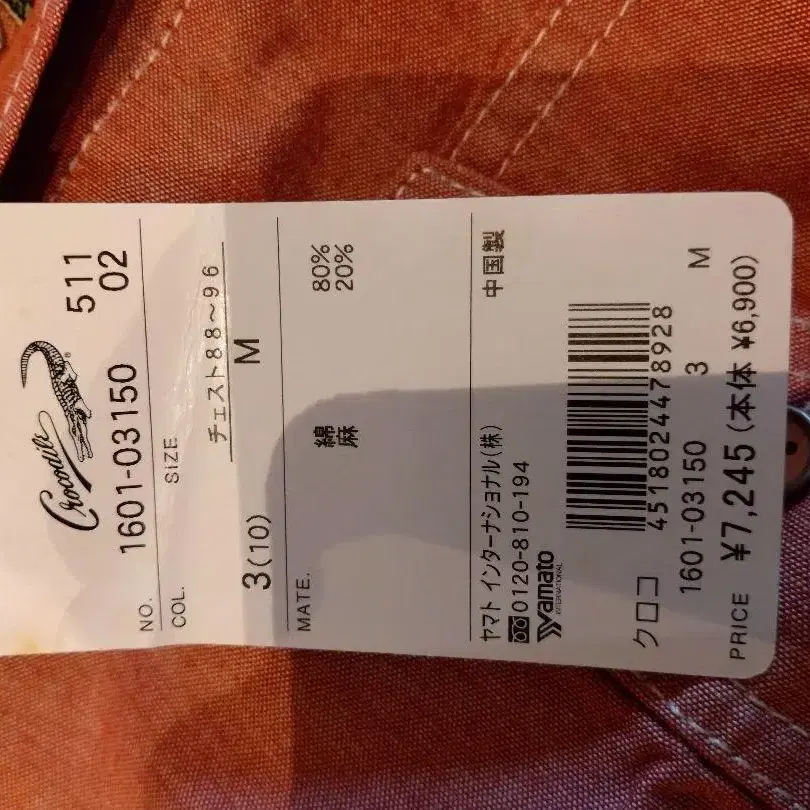 Crocodile®
511
02
NO. 1601-03150
COL. SIZE
チェスト88～96
3(10) M
MATE.
綿 80%
麻 20%
中国製
ヤマト インターナショナル(株)
0120-810-194
Yamato
INTERNATIONAL
4518024478928
クロコ
1601-03150 3 M
PRICE ¥7,245 (本体 ¥6,900)